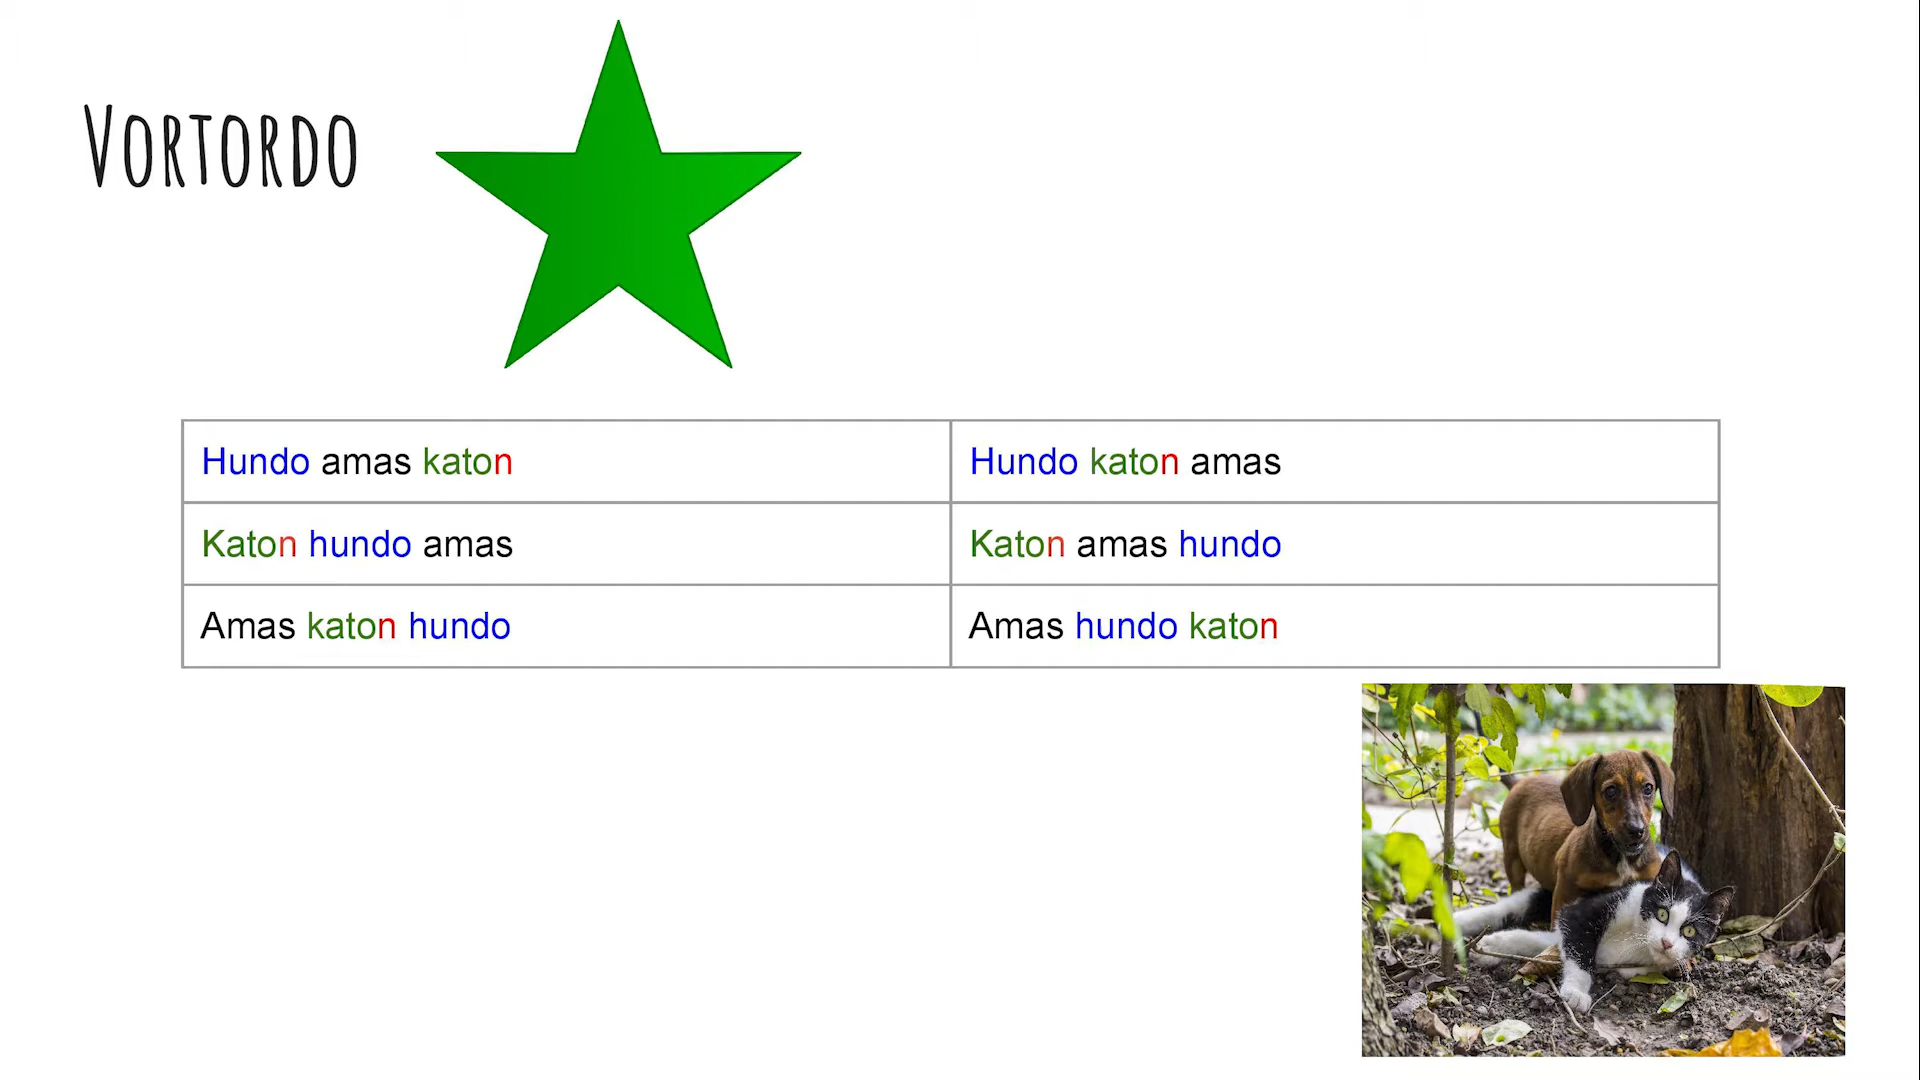 Vortordo
Hundo amas katon
Hundo katon amas
Katon hundo amas
Katon amas hundo
Amas katon hundo
Amas hundo katon